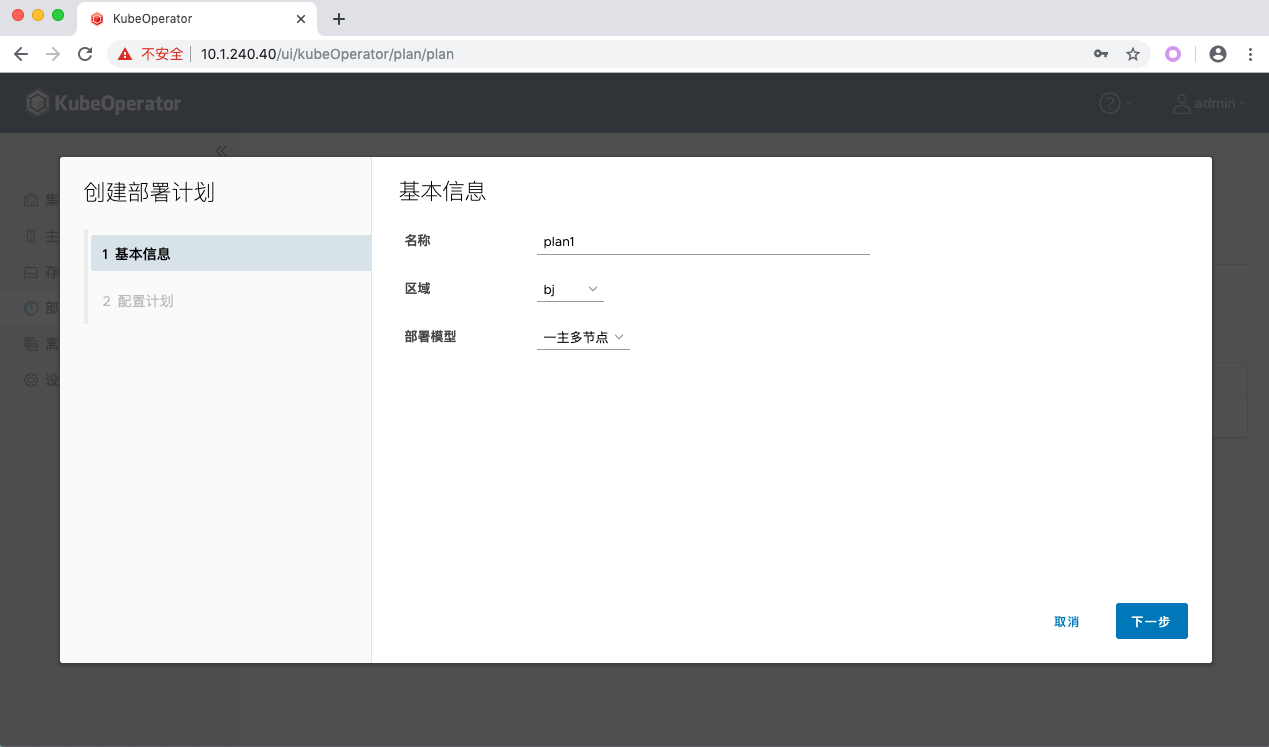 KubeOperator
不安全
10.1.240.40/ui/kubeOperator/plan/plan
KubeOperator
admin
集
主
存
部
离
设
创建部署计划
1 基本信息
2 配置计划
基本信息
名称
plan1
区域
bj
部署模型
一主多节点
取消
下一步